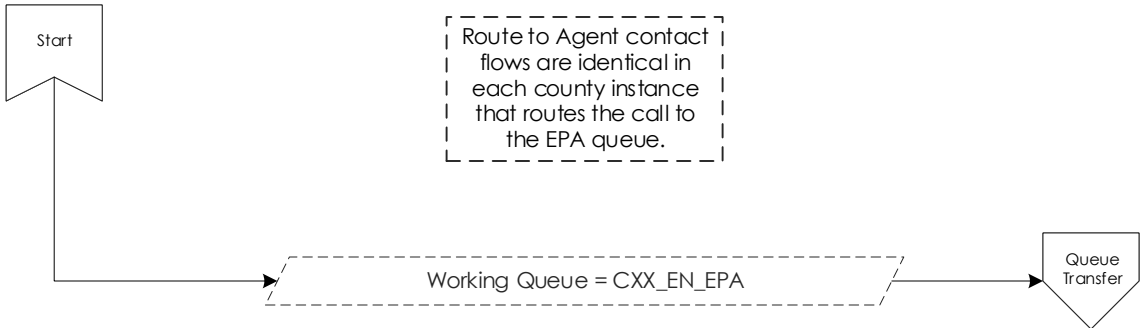 Start
Route to Agent contact
flows are identical in
each county instance
that routes the call to
the EPA queue.
Working Queue = CXX_EN_EPA
Queue
Transfer